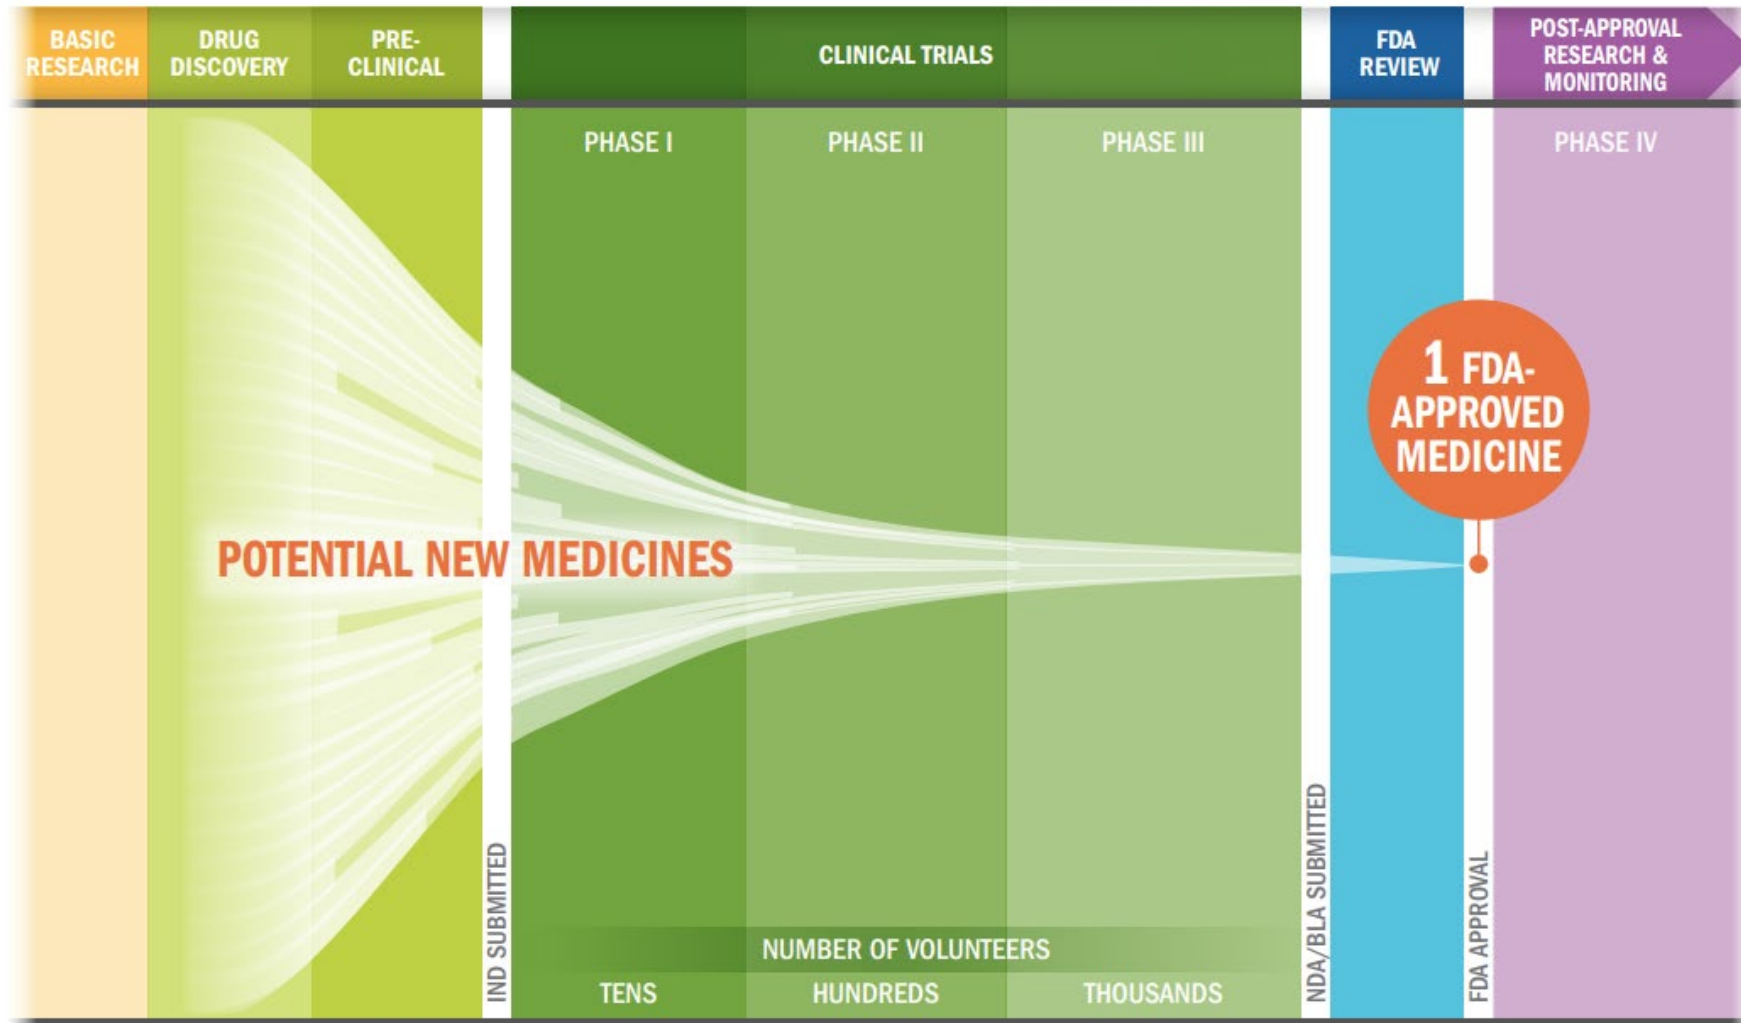 BASIC
RESEARCH
DRUG
DISCOVERY
PRE-
CLINICAL
CLINICAL TRIALS
FDA
REVIEW
POST-APPROVAL
RESEARCH &
MONITORING
PHASE I
PHASE II
PHASE III
PHASE IV
1 FDA-
APPROVED
MEDICINE
POTENTIAL NEW MEDICINES
IND SUBMITTED
NDA/BLA SUBMITTED
FDA APPROVAL
NUMBER OF VOLUNTEERS
TENS
HUNDREDS
THOUSANDS